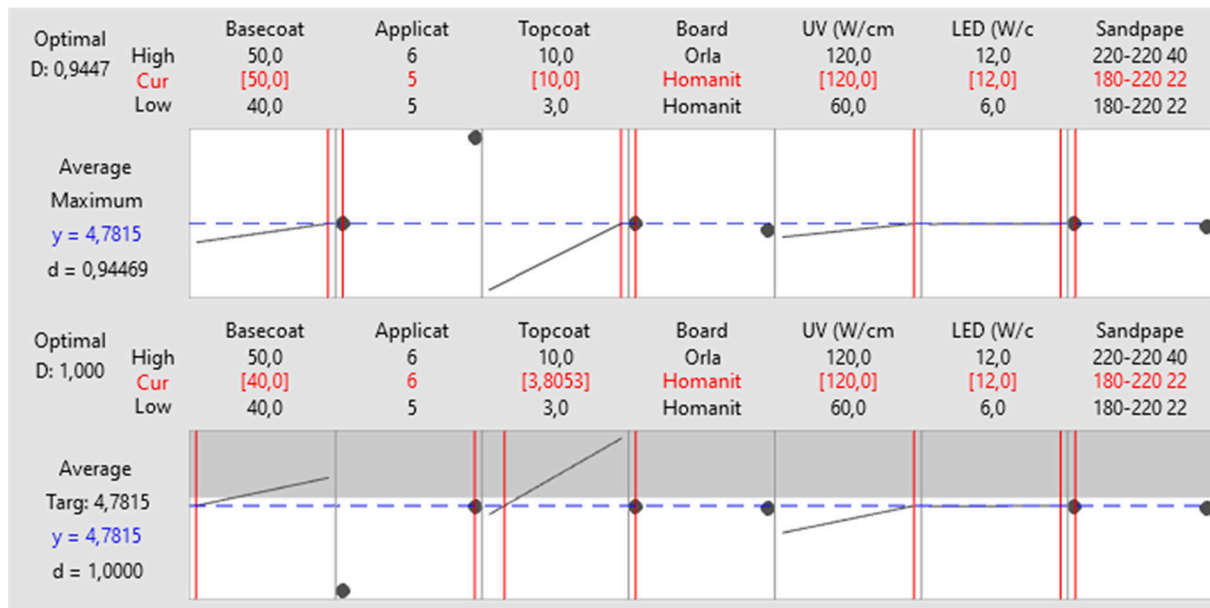 Optimal
D: 0,9447
Basecoat Applicat Topcoat Board UV (W/cm LED (W/c Sandpape
High 50,0 6 10,0 Orla 120,0 12,0 220-220 40
Cur [50,0] 5 [10,0] Homanit [120,0] [12,0] 180-220 22
Low 40,0 5 3,0 Homanit 60,0 6,0 180-220 22
Average
Maximum
y = 4,7815
d = 0,94469
Optimal
D: 1,000
Basecoat Applicat Topcoat Board UV (W/cm LED (W/c Sandpape
High 50,0 6 10,0 Orla 120,0 12,0 220-220 40
Cur [40,0] 6 [3,8053] Homanit [120,0] [12,0] 180-220 22
Low 40,0 5 3,0 Homanit 60,0 6,0 180-220 22
Average
Targ: 4,7815
y = 4,7815
d = 1,0000